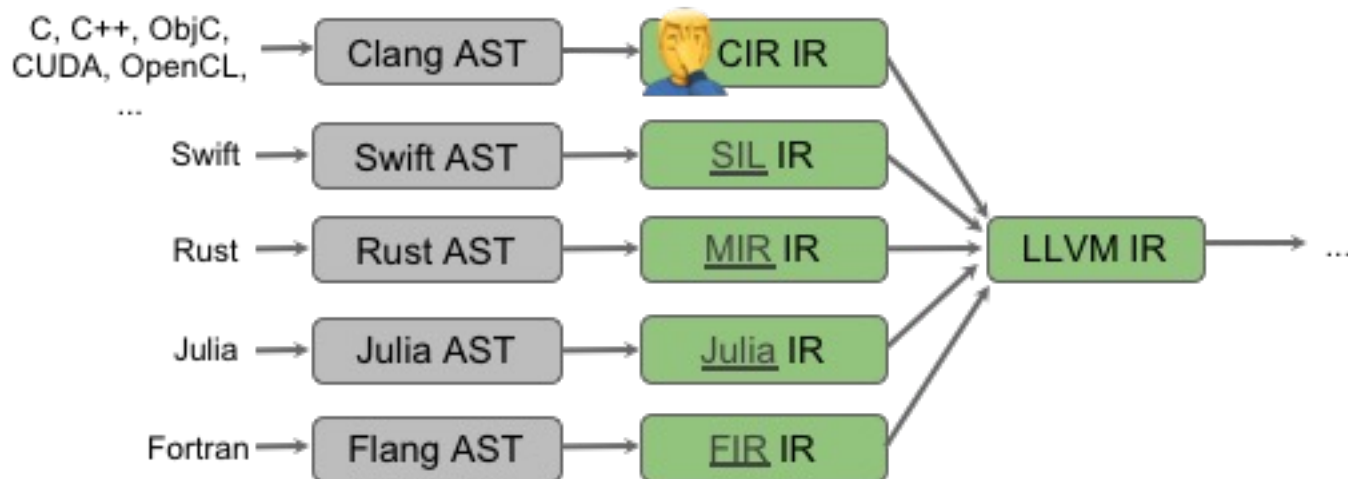 C, C++, ObjC,
CUDA, OpenCL,
...
Clang AST
CIR IR
Swift
Swift AST
SIL IR
Rust
Rust AST
MIR IR
LLVM IR
...
Julia
Julia AST
Julia IR
Fortran
Flang AST
FIR IR